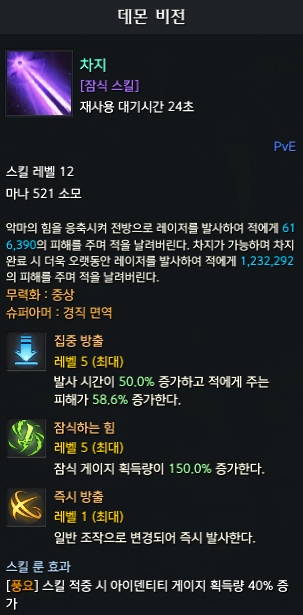 데몬 비전
차지
[잠식 스킬]
재사용 대기시간 24초
PvE
스킬 레벨 12
마나 521 소모
악마의 힘을 응축시켜 전방으로 레이저를 발사하여 적에게 61
6,390의 피해를 주며 적을 날려버린다. 차지가 가능하며 차지
완료 시 더욱 오랫동안 레이저를 발사하여 적에게 1,232,292
의 피해를 주며 적을 날려버린다.
무력화 : 중상
슈퍼아머 : 경직 면역
집중 방출
레벨 5 (최대)
발사 시간이 50.0% 증가하고 적에게 주는
피해가 58.6% 증가한다.
잠식하는 힘
레벨 5 (최대)
잠식 게이지 획득량이 150.0% 증가한다.
즉시 방출
레벨 1 (최대)
일반 조작으로 변경되어 즉시 발사한다.
스킬 룬 효과
[풍요] 스킬 적중 시 아이덴티티 게이지 획득량 40% 증
가